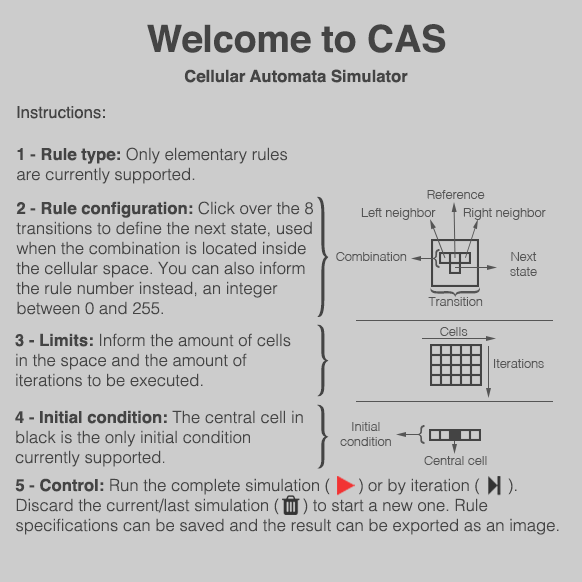 Welcome to CAS
Cellular Automata Simulator
Instructions:
1 - Rule type: Only elementary rules
are currently supported.
2 - Rule configuration: Click over the 8
transitions to define the next state, used
when the combination is located inside
the cellular space. You can also inform
the rule number instead, an integer
between 0 and 255.
Reference
Left neighbor
Right neighbor
Combination
Next
state
Transition
3 - Limits: Inform the amount of cells
in the space and the amount of
iterations to be executed.
Cells
Iterations
4 - Initial condition: The central cell in
black is the only initial condition
currently supported.
Initial
condition
Central cell
5 - Control: Run the complete simulation ( ) or by iteration ( ).
Discard the current/last simulation ( ) to start a new one. Rule
specifications can be saved and the result can be exported as an image.